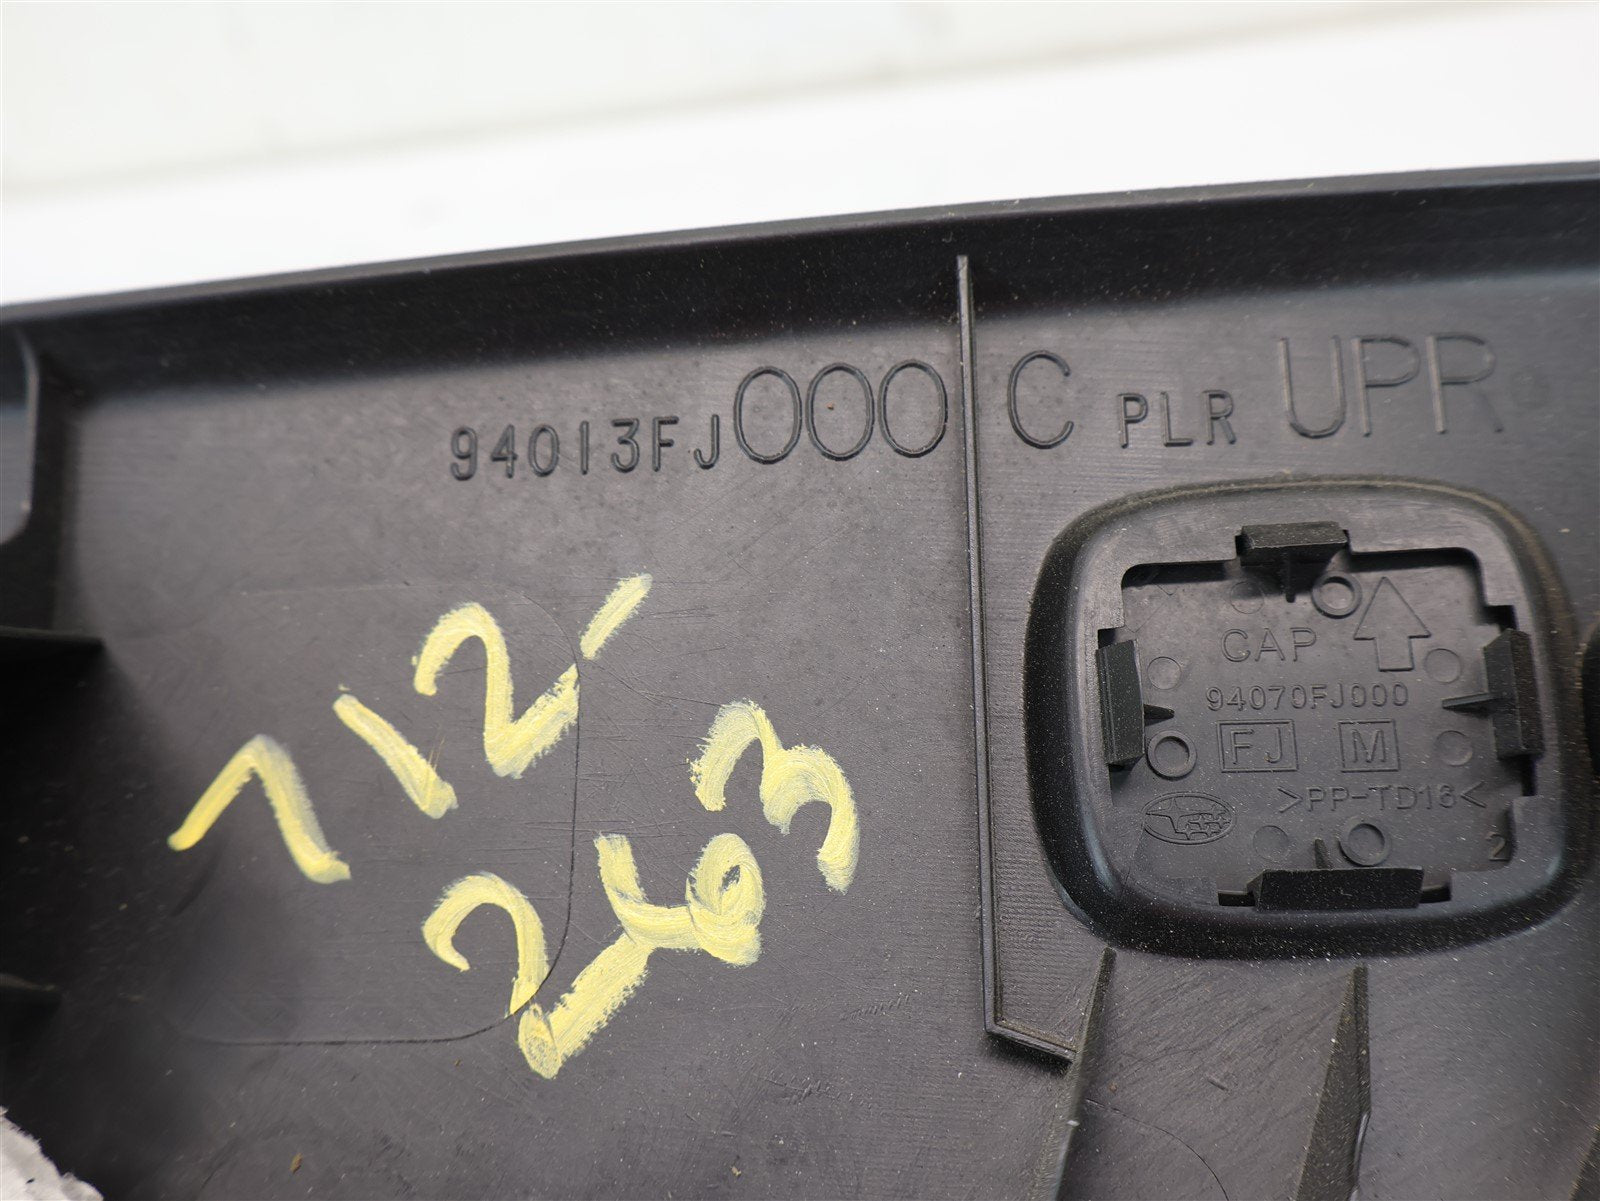 94013FJ000 C PLR UPR
CAP
94070FJ000
FJ M
>PP-TD16<
2
712-
263